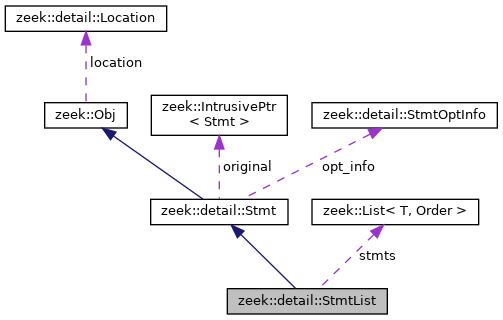 zeek::detail::Location
location
zeek::Obj
zeek::IntrusivePtr
< Stmt >
zeek::detail::StmtOptInfo
original
opt_info
zeek::detail::Stmt
zeek::List< T, Order >
stmts
zeek::detail::StmtList